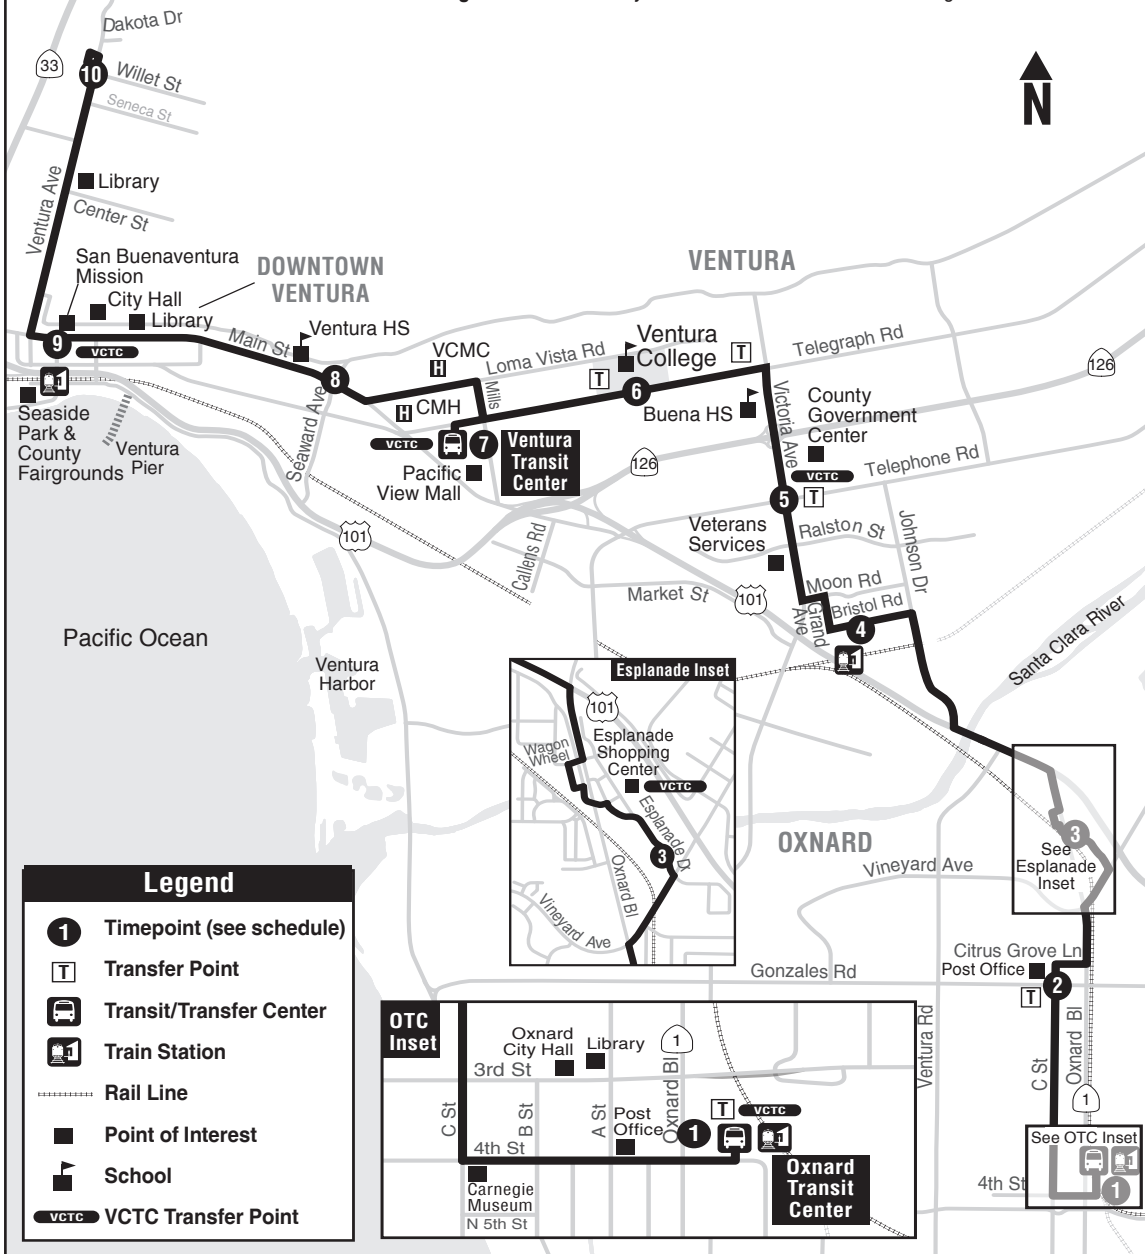 Dakota Dr
33
10
Willet St
Seneca St
N
Ventura Ave
Library
Center St
San Buenaventura
Mission
City Hall
Library
DOWNTOWN
VENTURA
VENTURA
Main St
Ventura HS
VCMC
H
Loma Vista Rd
Ventura
College
T
T
Telegraph Rd
126
9
VCTC
8
H CMH
Mills
6
Buena HS
Victoria Ave
County
Government
Center
VCTC
Telephone Rd
Seaside
Park &
County
Fairgrounds
Ventura
Pier
Seaward Ave
VCTC
7
Ventura
Transit
Center
Pacific
View Mall
126
5
T
101
Callens Rd
Veterans
Services
Ralston St
Johnson Dr
Market St
101
Moon Rd
Grand
Ave
Bristol Rd
4
Santa Clara River
Pacific Ocean
Ventura
Harbor
Esplanade Inset
101
Wagon
Wheel
Esplanade
Shopping
Center
VCTC
Esplanade Dr
3
Oxnard Bl
Vineyard Ave
OXNARD
3
See
Esplanade
Inset
Vineyard Ave
Citrus Grove Ln
Post Office
Gonzales Rd
2
T
Ventura Rd
C St
Oxnard Bl
1
See OTC Inset
4th St
1
Legend
1 Timepoint (see schedule)
T Transfer Point
Transit/Transfer Center
Train Station
Rail Line
Point of Interest
School
VCTC VCTC Transfer Point
OTC
Inset
Oxnard
City Hall
Library
1
3rd St
C St
B St
A St
Oxnard Bl
Post
Office
1
T
VCTC
4th St
Carnegie
Museum
N 5th St
Oxnard
Transit
Center